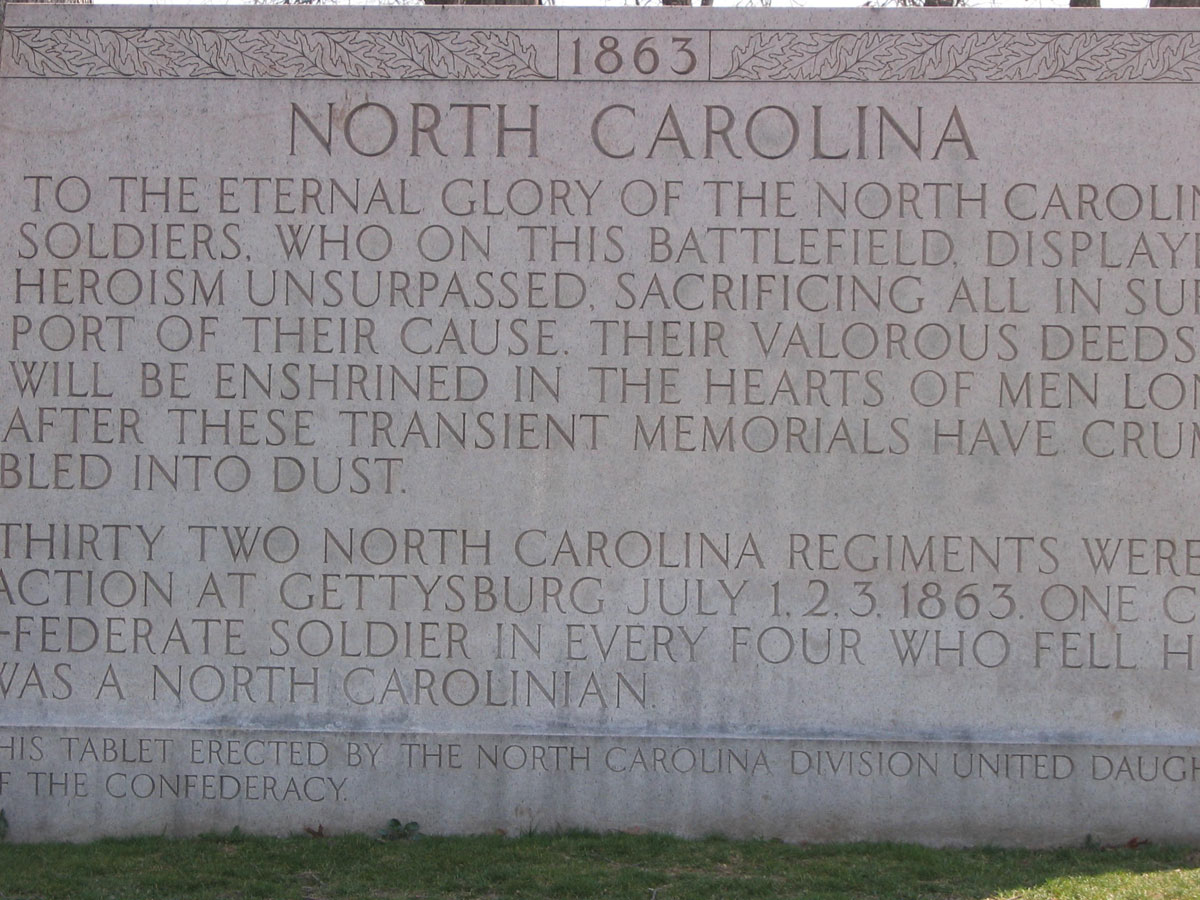 1863
NORTH CAROLINA
TO THE ETERNAL GLORY OF THE NORTH CAROLIN
SOLDIERS. WHO ON THIS BATTLEFIELD, DISPLAYE
HEROISM UNSURPASSED, SACRIFICING ALL IN SUP
PORT OF THEIR CAUSE. THEIR VALOROUS DEEDS
WILL BE ENSHRINED IN THE HEARTS OF MEN LON
AFTER THESE TRANSIENT MEMORIALS HAVE CRUM
BLED INTO DUST.
THIRTY TWO NORTH CAROLINA REGIMENTS WERE
ACTION AT GETTYSBURG JULY 1, 2, 3, 1863. ONE C
-FEDERATE SOLDIER IN EVERY FOUR WHO FELL H
WAS A NORTH CAROLINIAN.
HIS TABLET ERECTED BY THE NORTH CAROLINA DIVISION UNITED DAUGH
F THE CONFEDERACY.